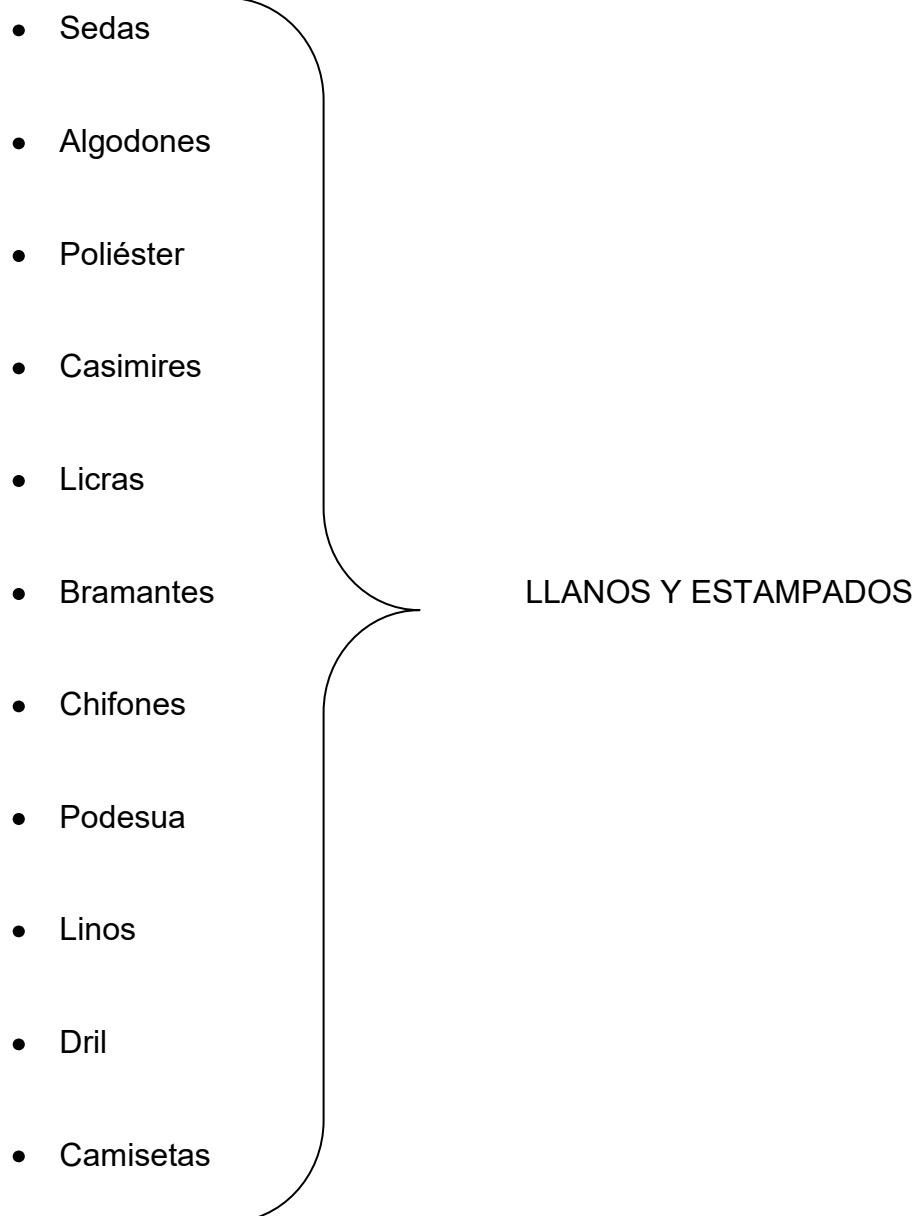 • Sedas
• Algodones
• Poliéster
• Casimires
• Licras
• Bramantes
LLANOS Y ESTAMPADOS
• Chifones
• Podesua
• Linos
• Dril
• Camisetas